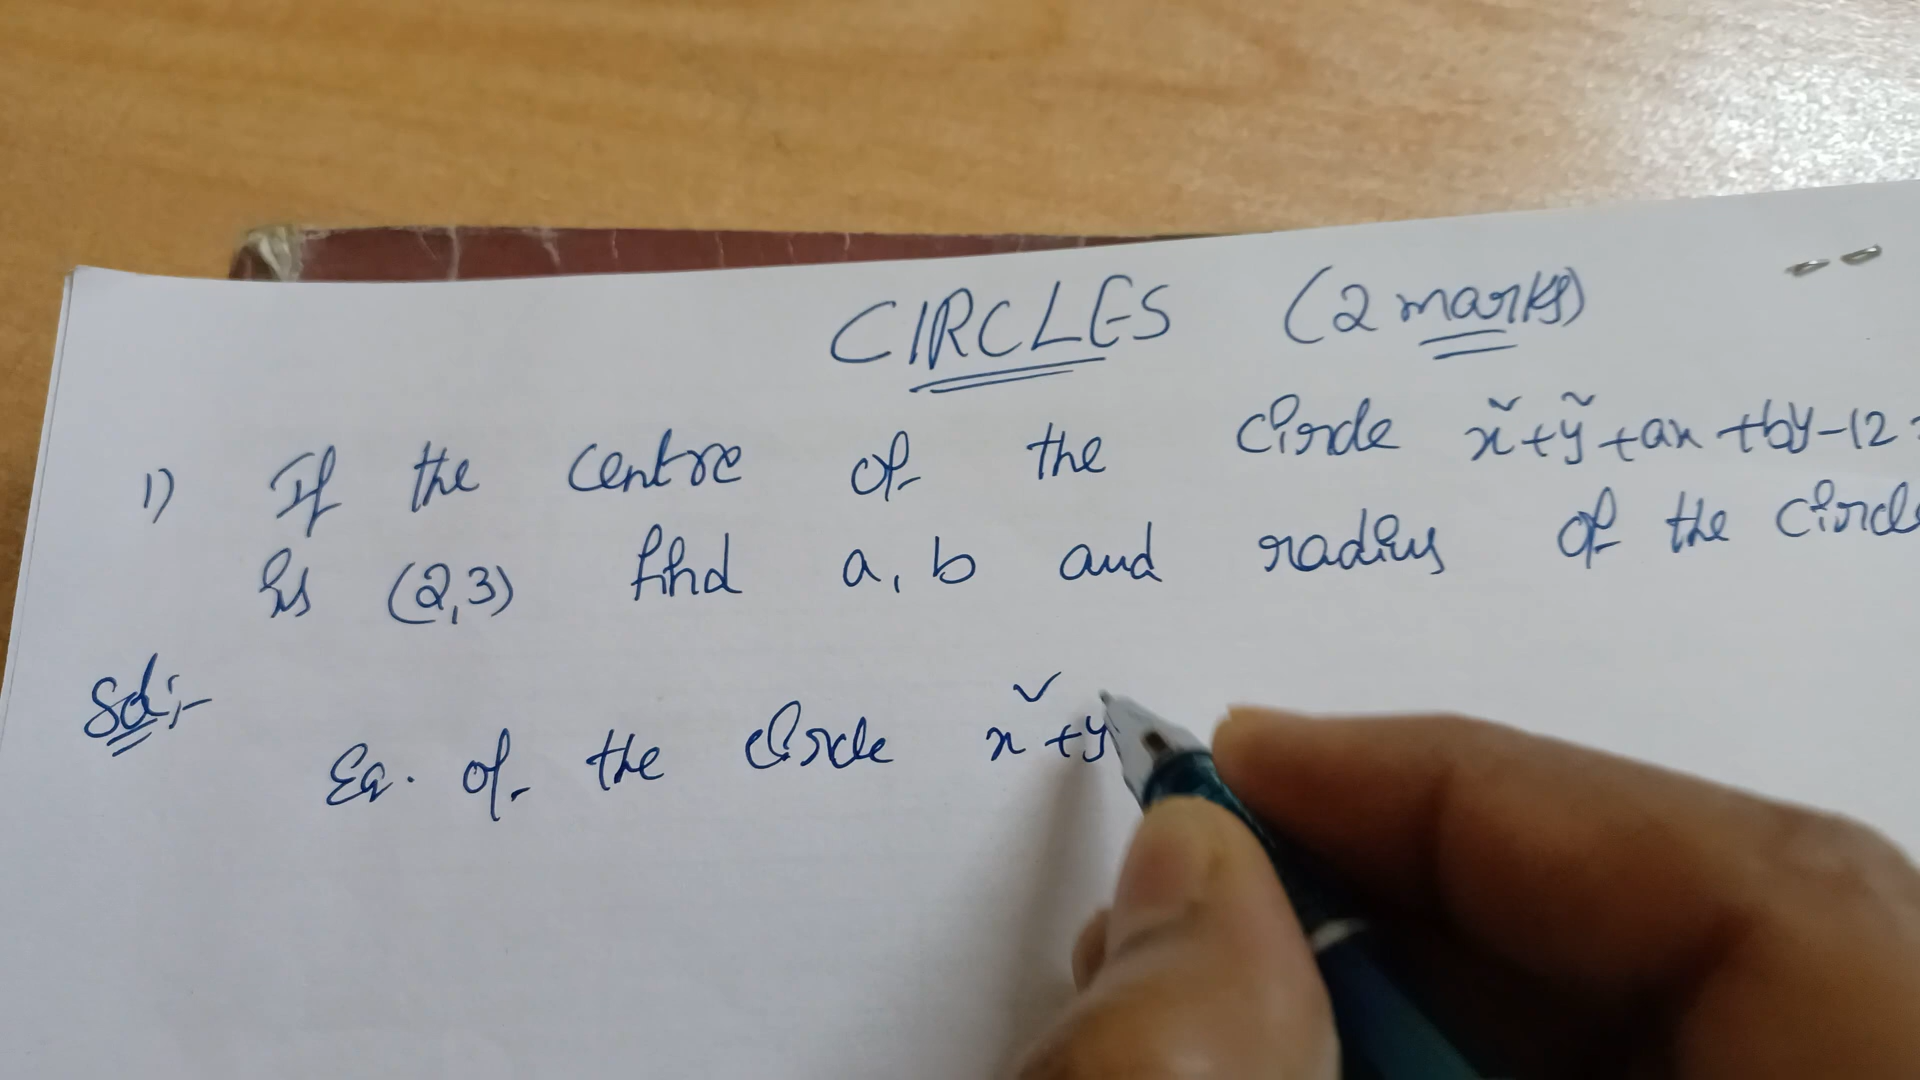 CIRCLES (2 marks)
1) If the centre of the circle x²+y²+ax+by-12=
is (2,3) find a, b and radius of the circle
Sol:-
Eq. of the circle x²+y